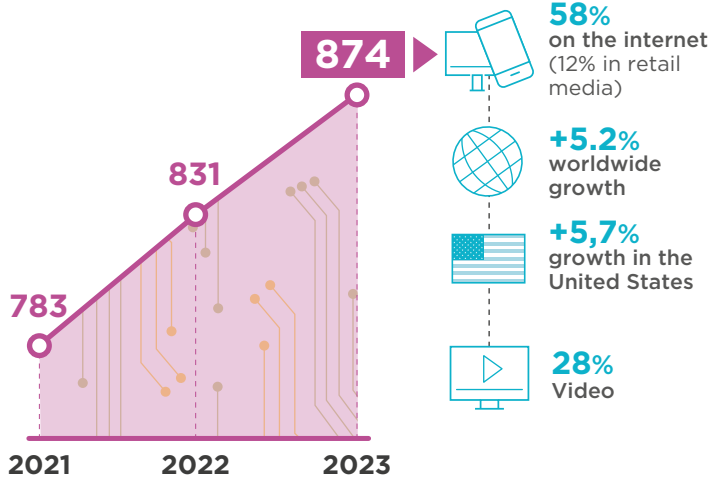 874
831
783
2021
2022
2023
58%
on the internet
(12% in retail
media)
+5.2%
worldwide
growth
+5,7%
growth in the
United States
28%
Video